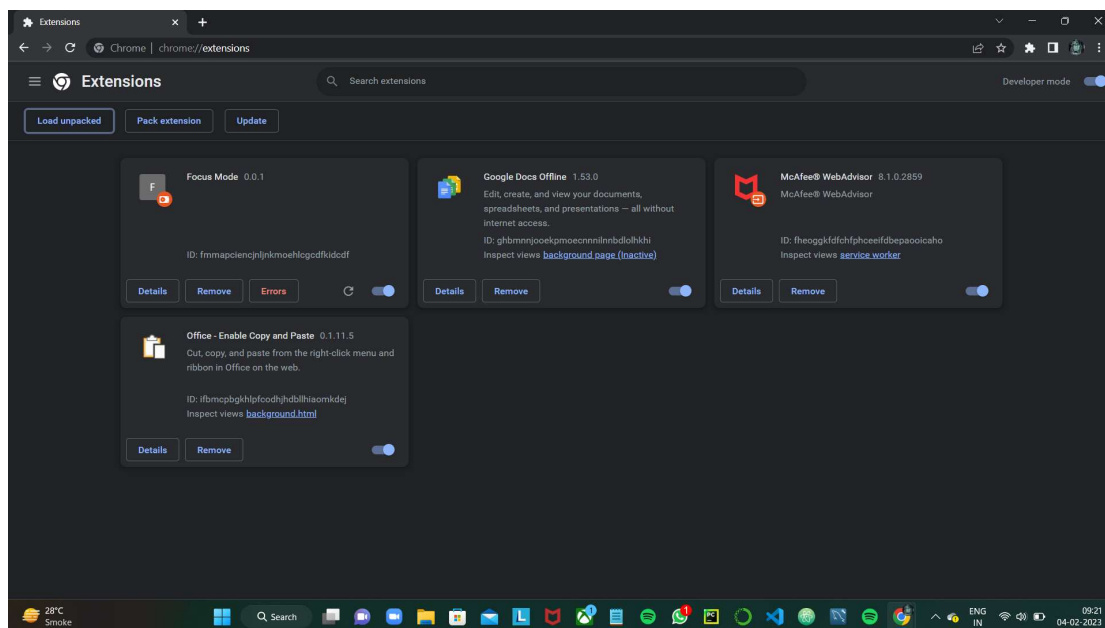 Extensions
Chrome | chrome://extensions
Extensions
Search extensions
Developer mode
Load unpacked
Pack extension
Update
F
Focus Mode 0.0.1
ID: fmmapciencjnljnkmoehlcgcdfkidcdf
Details
Remove
Errors
Google Docs Offline 1.53.0
Edit, create, and view your documents,
spreadsheets, and presentations — all without
internet access.
ID: ghbmnnjooekpmoecnnnilnnbdlolhkhi
Inspect views background page (Inactive)
Details
Remove
McAfee® WebAdvisor 8.1.0.2859
McAfee® WebAdvisor
ID: fheoggkfdfchfphceeifdbepaooicaho
Inspect views service worker
Details
Remove
Office - Enable Copy and Paste 0.1.11.5
Cut, copy, and paste from the right-click menu and
ribbon in Office on the web.
ID: ifbmcpbgkhlpfcodhjhdbllhiaomkdej
Inspect views background.html
Details
Remove
28°C
Smoke
Search
L
1
PC
ENG
IN
09:21
04-02-2023